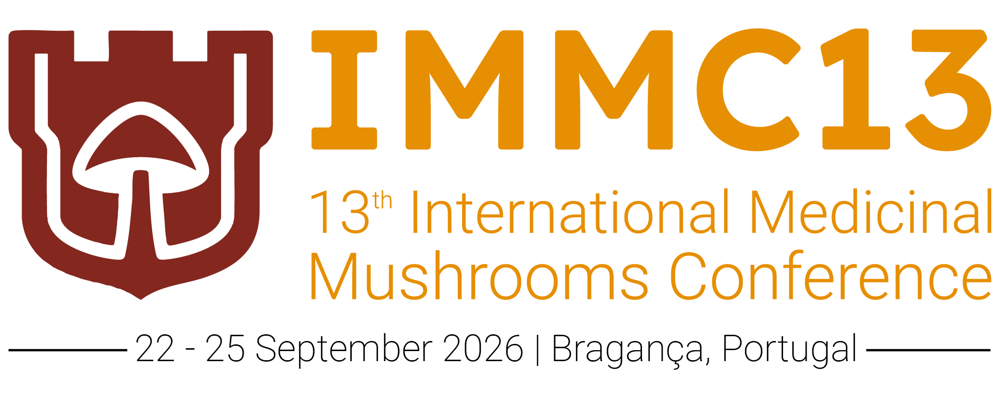 IMMC13
13th International Medicinal
Mushrooms Conference
22 - 25 September 2026 | Bragança, Portugal